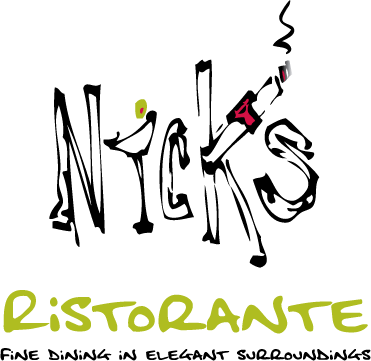 Nick's
RiSTORANTE
FINE DINING IN ELEGANT SURROUNDINGS